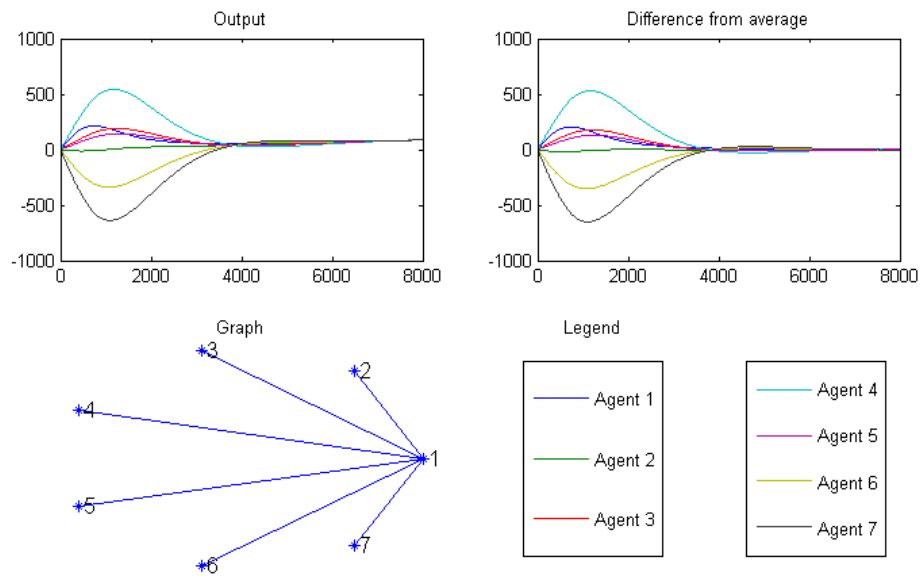 Output
Difference from average
1000
500
0
-500
-1000
0 2000 4000 6000 8000
1000
500
0
-500
-1000
0 2000 4000 6000 8000
Graph
3
2
4
1
5
7
6
Legend
Agent 1
Agent 2
Agent 3
Agent 4
Agent 5
Agent 6
Agent 7